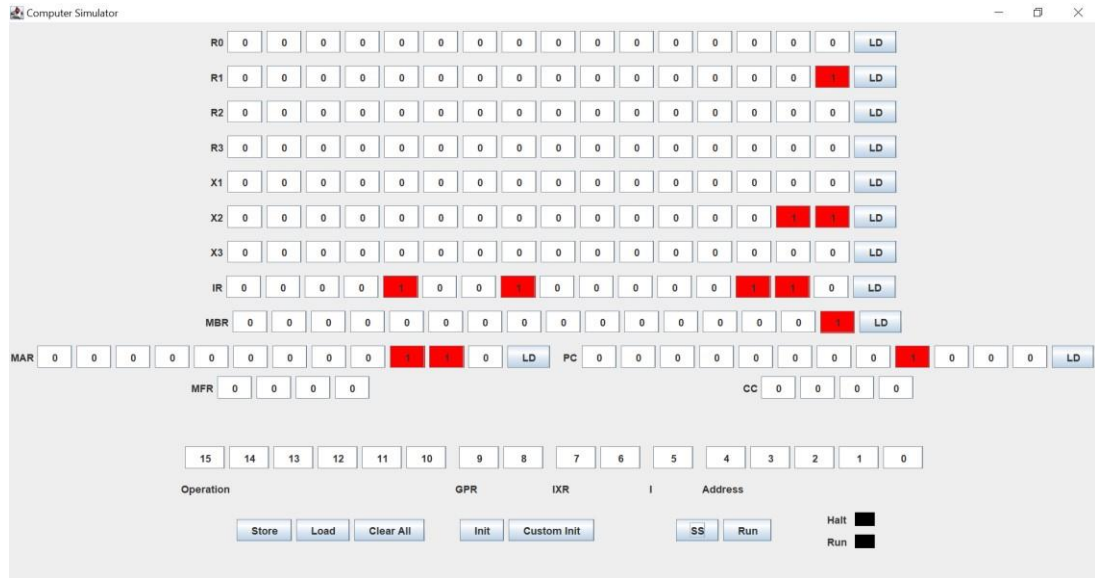 Computer Simulator
R0 0 0 0 0 0 0 0 0 0 0 0 0 0 0 0 0 LD
R1 0 0 0 0 0 0 0 0 0 0 0 0 0 0 0 1 LD
R2 0 0 0 0 0 0 0 0 0 0 0 0 0 0 0 0 LD
R3 0 0 0 0 0 0 0 0 0 0 0 0 0 0 0 0 LD
X1 0 0 0 0 0 0 0 0 0 0 0 0 0 0 0 0 LD
X2 0 0 0 0 0 0 0 0 0 0 0 0 0 0 1 1 LD
X3 0 0 0 0 0 0 0 0 0 0 0 0 0 0 0 0 LD
IR 0 0 0 0 1 0 0 1 0 0 0 0 0 1 1 0 LD
MBR 0 0 0 0 0 0 0 0 0 0 0 0 0 0 0 1 LD
MAR 0 0 0 0 0 0 0 0 0 1 1 0 LD PC 0 0 0 0 0 0 0 0 1 0 0 0 LD
MFR 0 0 0 0 CC 0 0 0 0
15 14 13 12 11 10 9 8 7 6 5 4 3 2 1 0
Operation GPR IXR I Address
Store Load Clear All Init Custom Init SS Run Halt
Run